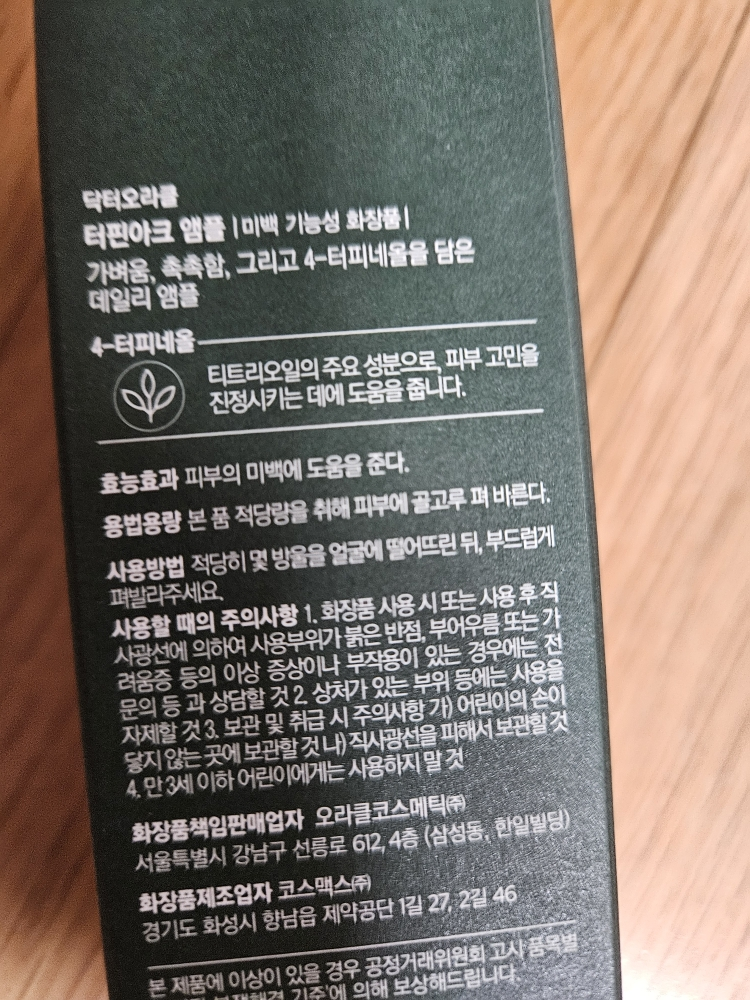 닥터오라클
터핀아크 앰플 |미백 기능성 화장품|
가벼움, 촉촉함, 그리고 4-터피네올을 담은
데일리 앰플
4-터피네올
티트리오일의 주요 성분으로, 피부 고민을
진정시키는 데에 도움을 줍니다.
효능효과 피부의 미백에 도움을 준다.
용법용량 본 품 적당량을 취해 피부에 골고루 펴 바른다.
사용방법 적당히 몇 방울을 얼굴에 떨어뜨린 뒤, 부드럽게
펴발라주세요.
사용할 때의 주의사항 1. 화장품 사용 시 또는 사용 후 직
사광선에 의하여 사용부위가 붉은 반점, 부어오름 또는 가
려움증 등의 이상 증상이나 부작용이 있는 경우에는 전
문의 등과 상담할 것 2. 상처가 있는 부위 등에는 사용을
자제할 것 3. 보관 및 취급 시 주의사항 가) 어린이의 손이
닿지 않는 곳에 보관할 것 나) 직사광선을 피해서 보관할 것
4. 만 3세 이하 어린이에게는 사용하지 말 것
화장품책임판매업자 오라클코스메틱㈜
서울특별시 강남구 선릉로 612, 4층 (삼성동, 한일빌딩)
화장품제조업자 코스맥스㈜
경기도 화성시 향남읍 제약공단 1길 27, 2길 46
본 제품에 이상이 있을 경우 공정거래위원회 고시 품목별
분쟁해결 기준'에 의해 보상해드립니다.